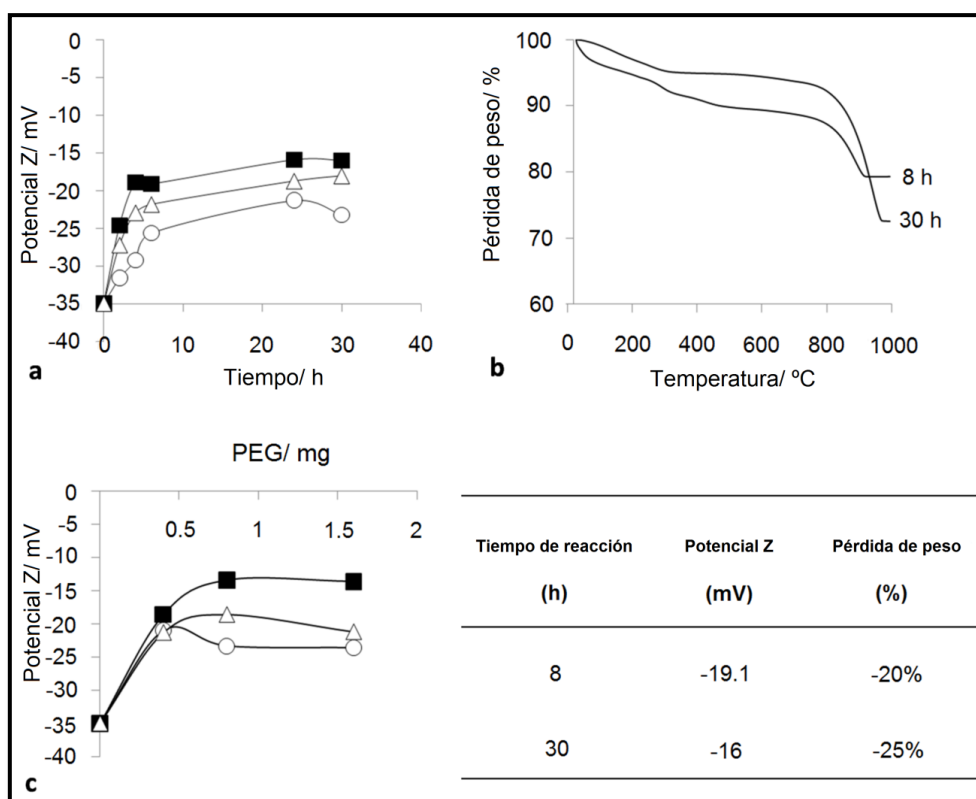 0
-5
-10
-15
-20
-25
-30
-35
-40
Potencial Z/ mV
0 10 20 30 40
Tiempo/ h
a
100
90
80
70
60
Pérdida de peso/ %
8 h
30 h
0 200 400 600 800 1000
Temperatura/ ºC
b
PEG/ mg
0
-5
-10
-15
-20
-25
-30
-35
-40
Potencial Z/ mV
0.5 1 1.5 2
c
Tiempo de reacción Potencial Z Pérdida de peso
(h) (mV) (%)
8 -19.1 -20%
30 -16 -25%